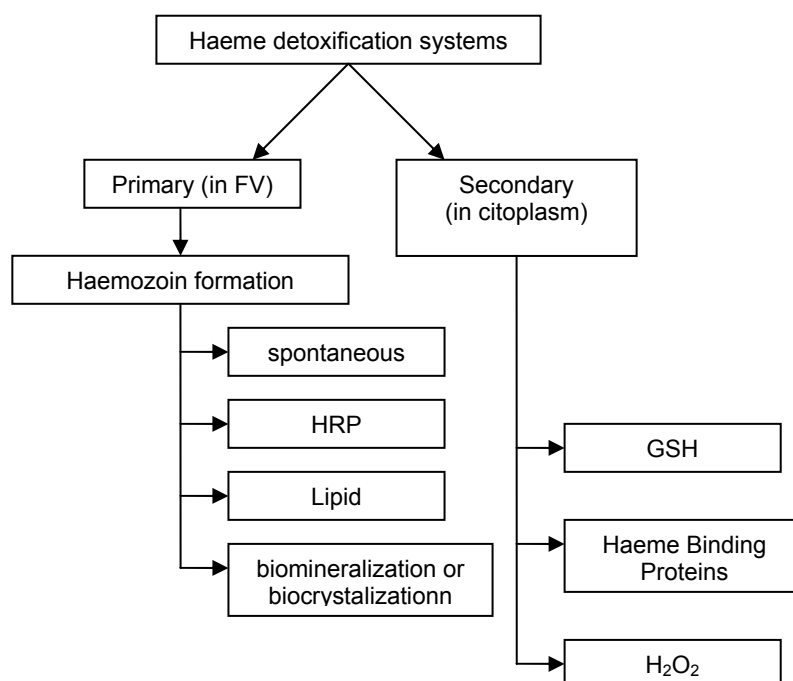 Haeme detoxification systems
Primary (in FV)
Secondary
(in citoplasm)
Haemozoin formation
spontaneous
HRP
Lipid
biomineralization or
biocrystalizationn
GSH
Haeme Binding
Proteins
H₂O₂